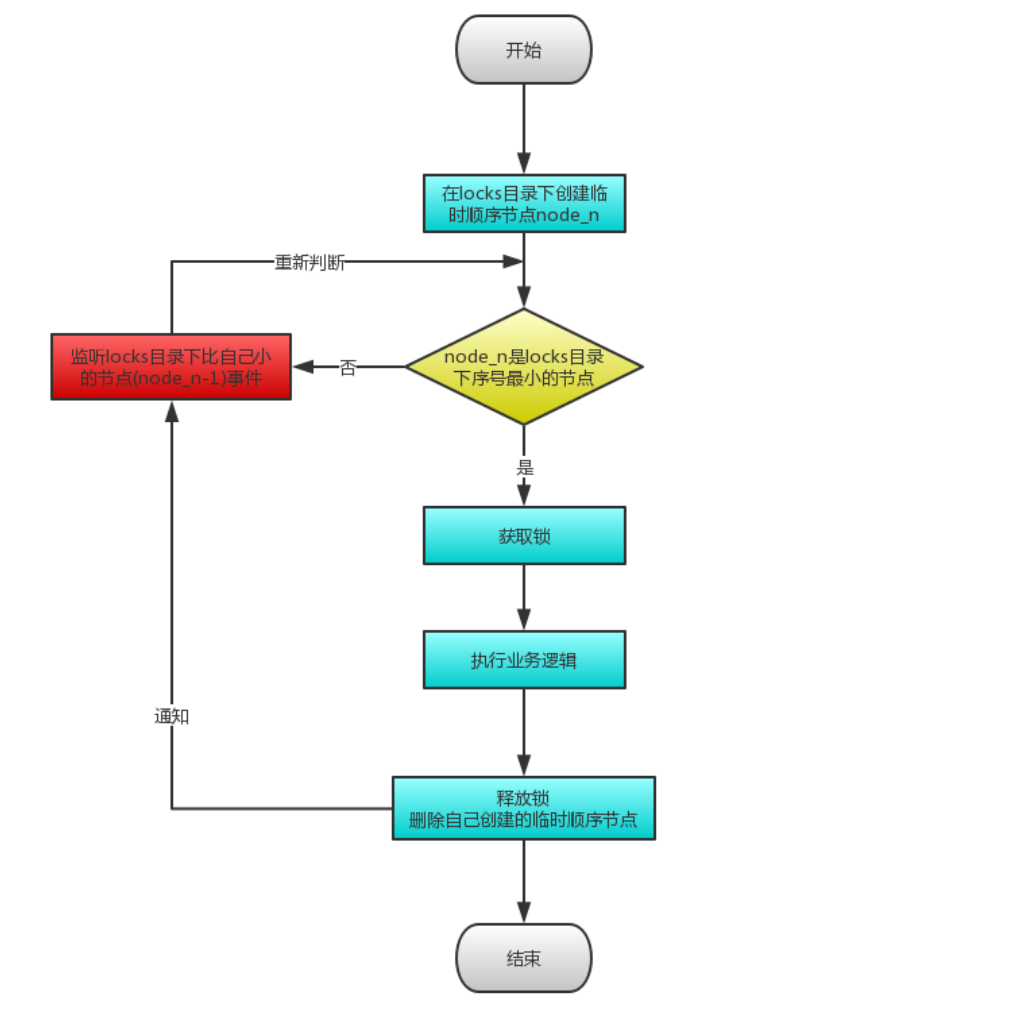 开始
在locks目录下创建临
时顺序节点node_n
重新判断
监听locks目录下比自己小
的节点(node_n-1)事件
否
node_n是locks目录
下序号最小的节点
是
获取锁
执行业务逻辑
通知
释放锁
删除自己创建的临时顺序节点
结束